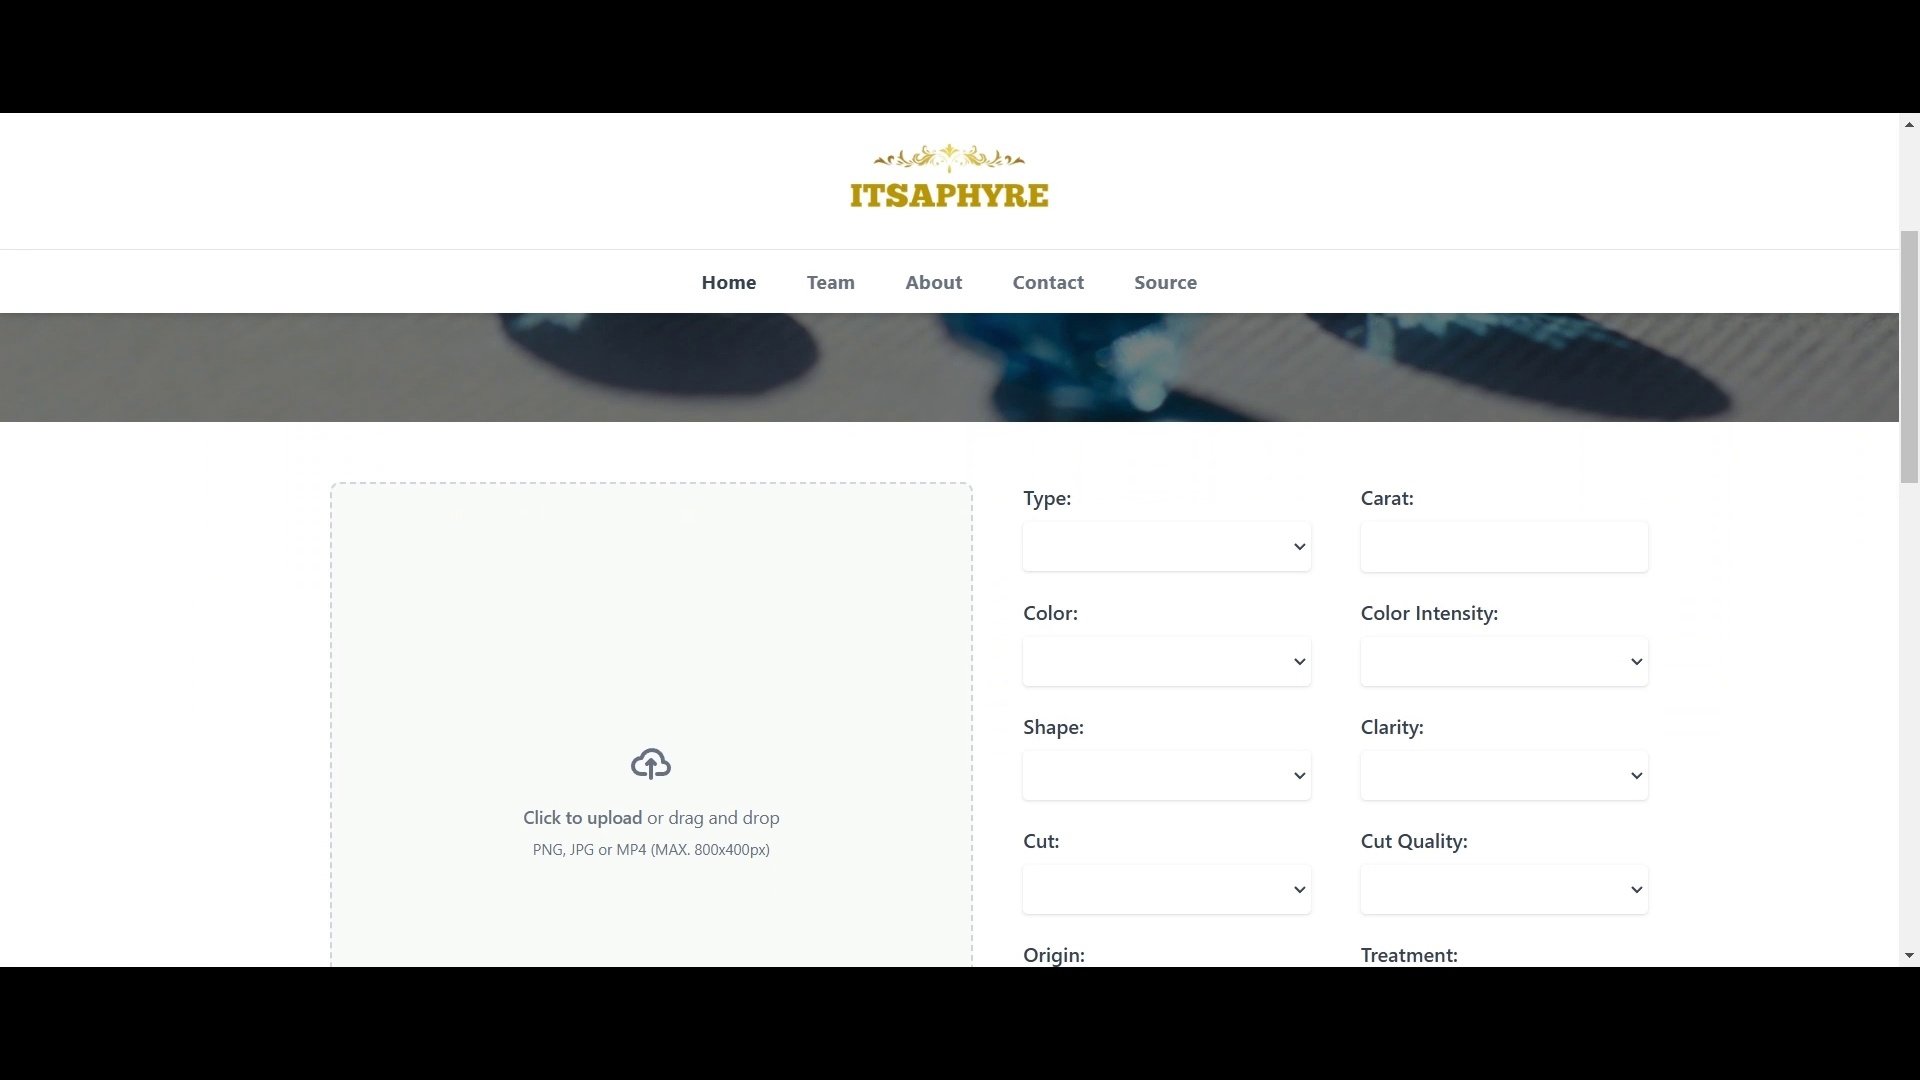 ITSAPHYRE
Home Team About Contact Source
Type: Carat:
Color: Color Intensity:
Shape: Clarity:
Click to upload or drag and drop
PNG, JPG or MP4 (MAX. 800x400px)
Cut: Cut Quality:
Origin: Treatment: